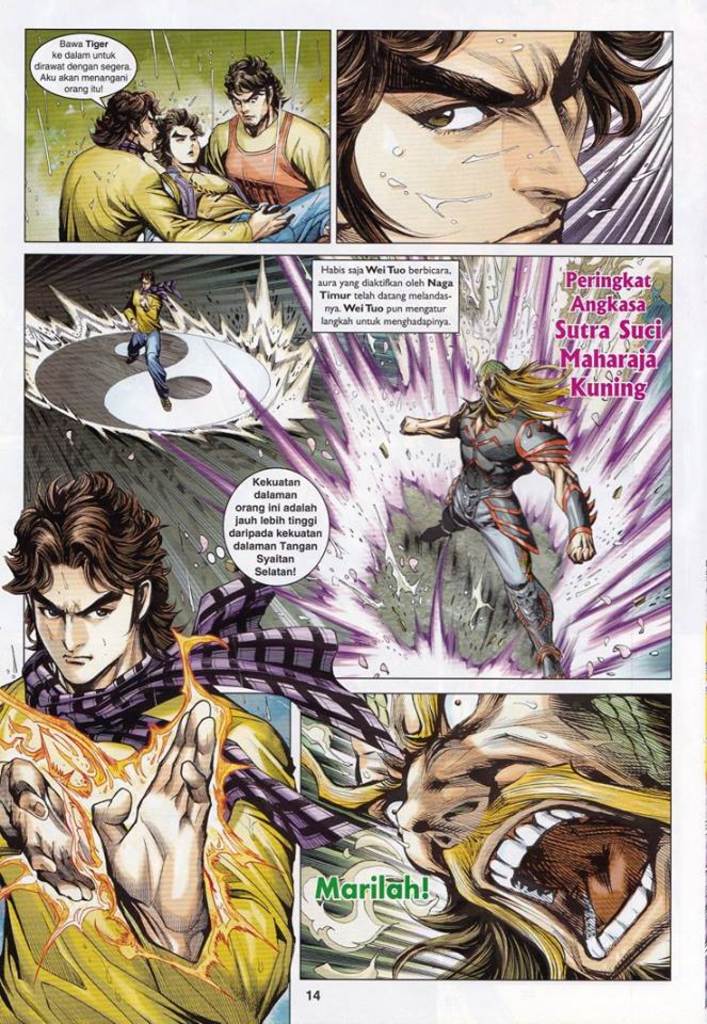 Bawa Tiger
ke dalam untuk
dirawat dengan segera.
Aku akan menangani
orang itu!
Habis saja Wei Tuo berbicara,
aura yang diaktifkan oleh Naga
Timur telah datang melandas-
nya. Wei Tuo pun mengatur
langkah untuk menghadapinya.
Peringkat
Angkasa
Sutra Suci
Maharaja
Kuning
Kekuatan
dalaman
orang ini adalah
jauh lebih tinggi
daripada kekuatan
dalaman Tangan
Syaitan
Selatan!
Marilah!
14